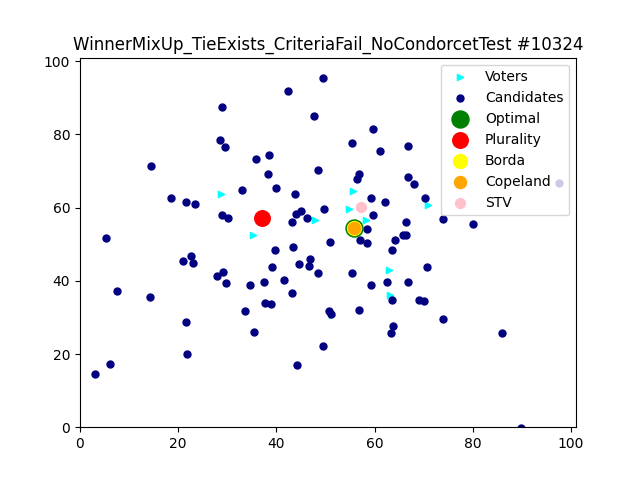 WinnerMixUp_TieExists_CriteriaFail_NoCondorcetTest #10324
100
80
60
40
20
0
0
20
40
60
80
100
Voters
Candidates
Optimal
Plurality
Borda
Copeland
STV